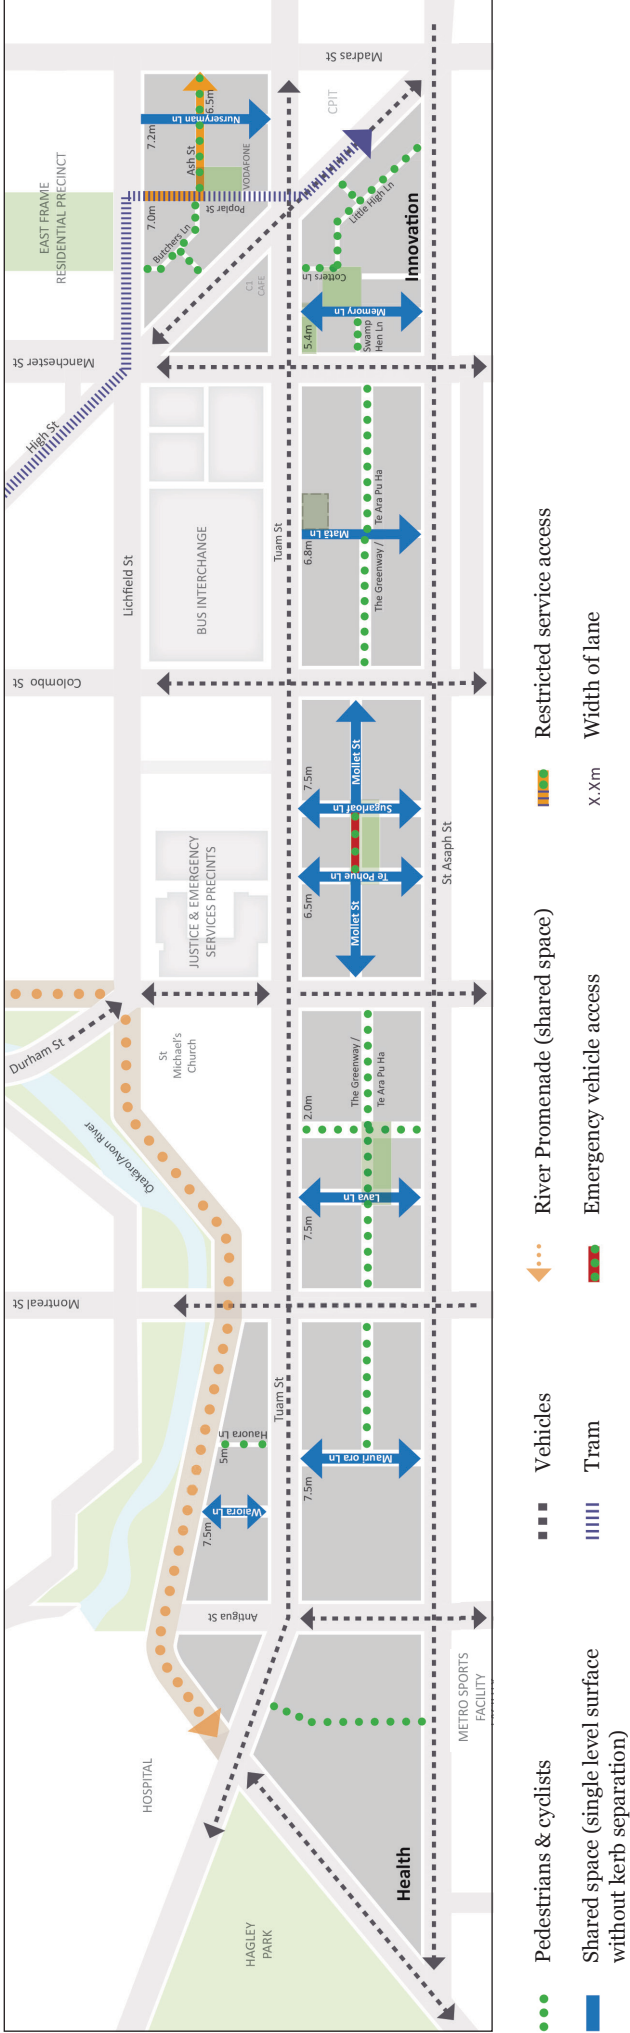 HOSPITAL
HAGLEY
PARK
Health
METRO SPORTS
FACILITY
Antigua St
7.5m
Waiora Ln
5m
Hauora Ln
Tuam St
7.5m
Mauri ora Ln
Montreal St
Ōtakāro/Avon River
Durham St
St
Michael's
Church
7.5m
Lava Ln
2.0m
The Greenway /
Te Ara Pu Ha
JUSTICE & EMERGENCY
SERVICES PRECINTS
6.5m
Te Pohue Ln
Mollet St
7.5m
Sugarloaf Ln
Mollet St
St Asaph St
Colombo St
Lichfield St
BUS INTERCHANGE
Tuam St
6.8m
Matā Ln
The Greenway /
Te Ara Pu Ha
High St
Manchester St
EAST FRAME
RESIDENTIAL PRECINCT
C1
CAFE
Butchers Ln
7.0m
Poplar St
VODAFONE
Ash St
7.2m
Nurseryman Ln
6.5m
Madras St
CPIT
5.4m
Swamp
Hen Ln
Memory Ln
Cotters Ln
Little High Ln
Innovation
Pedestrians & cyclists
Shared space (single level surface
without kerb separation)
Vehicles
Tram
River Promenade (shared space)
Emergency vehicle access
Restricted service access
x.xm
Width of lane